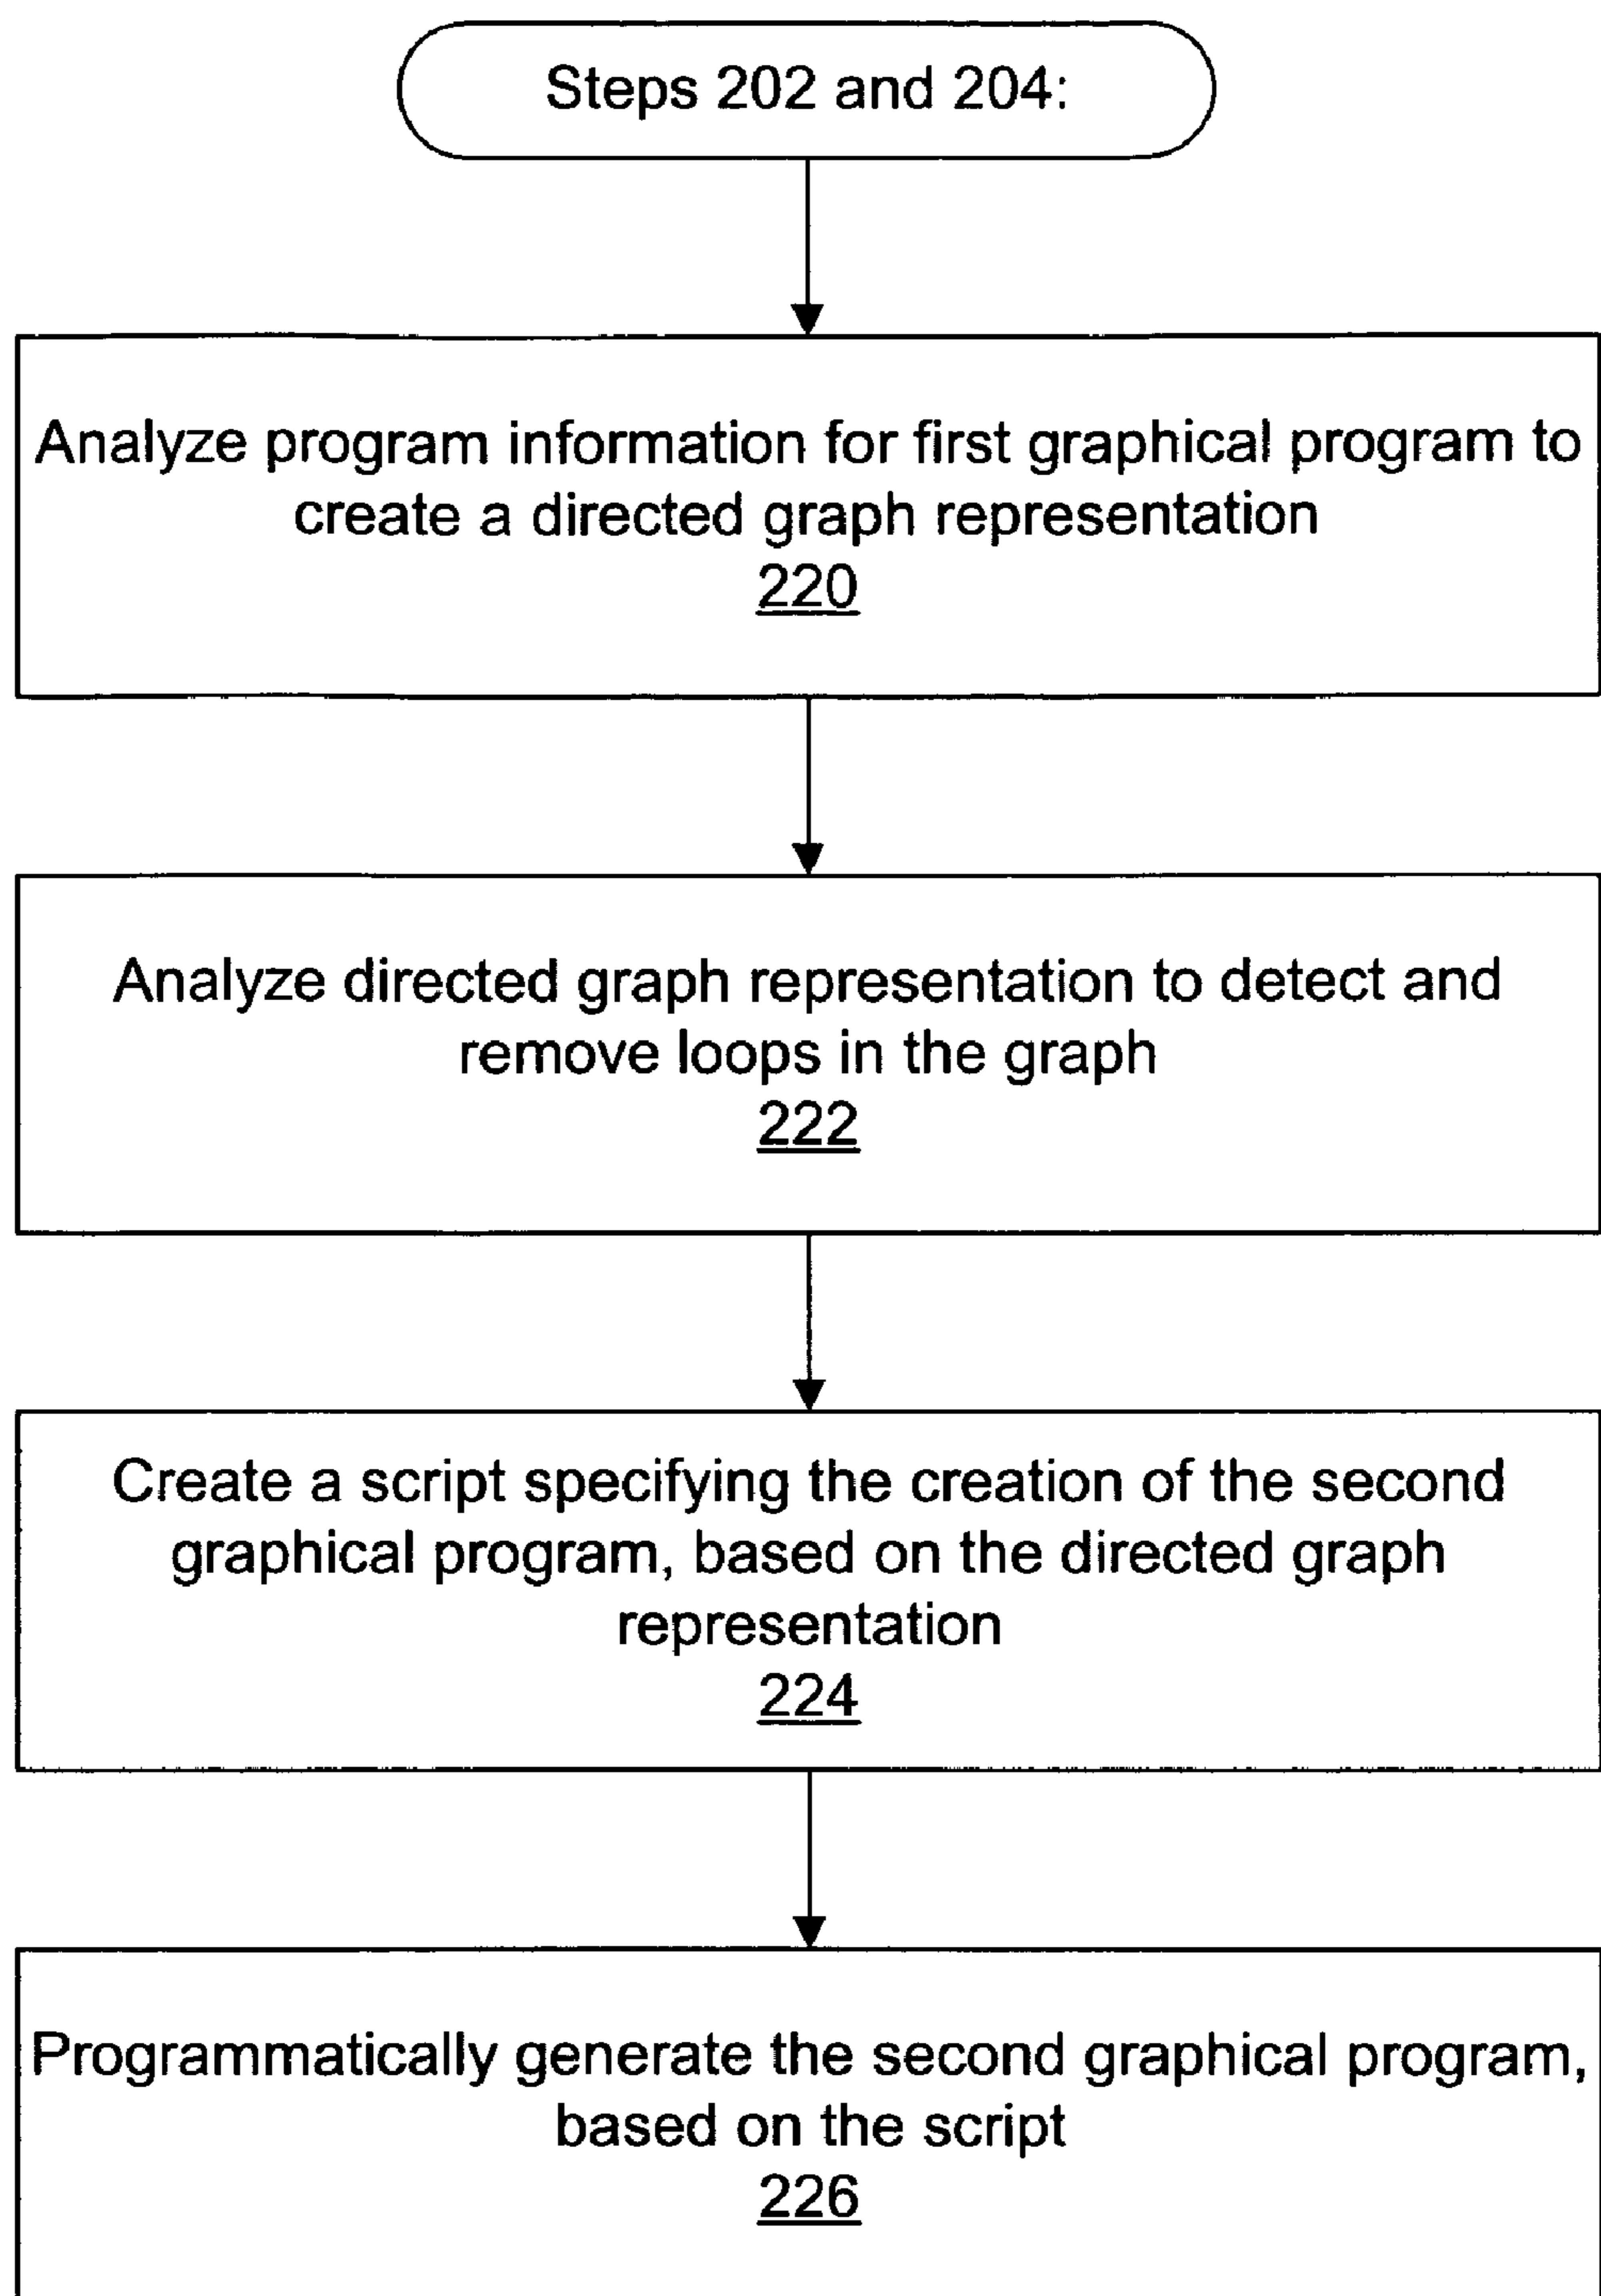 Steps 202 and 204:
Analyze program information for first graphical program to
create a directed graph representation
220
Analyze directed graph representation to detect and
remove loops in the graph
222
Create a script specifying the creation of the second
graphical program, based on the directed graph
representation
224
Programmatically generate the second graphical program,
based on the script
226